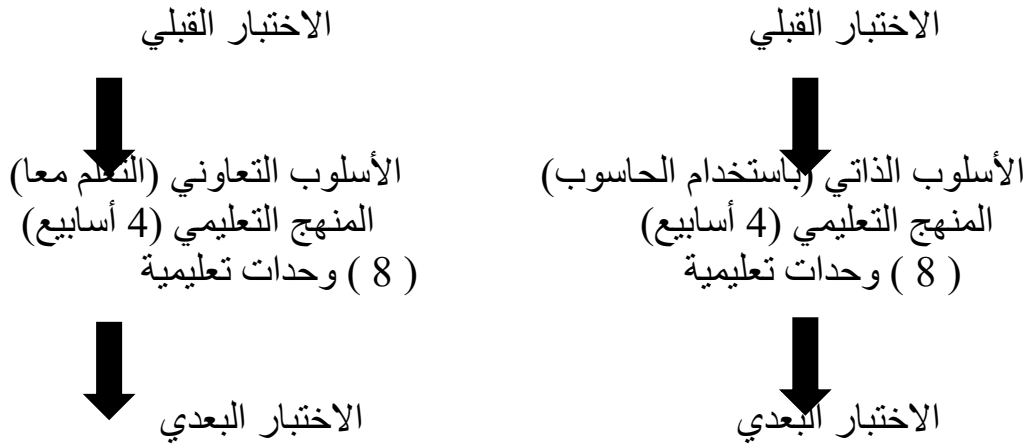 الاختبار القبلي
الأسلوب الذاتي (باستخدام الحاسوب)
المنهج التعليمي (4 أسابيع)
( 8 ) وحدات تعليمية
الاختبار البعدي
الاختبار القبلي
الأسلوب التعاوني (التعلم معا)
المنهج التعليمي (4 أسابيع)
( 8 ) وحدات تعليمية
الاختبار البعدي